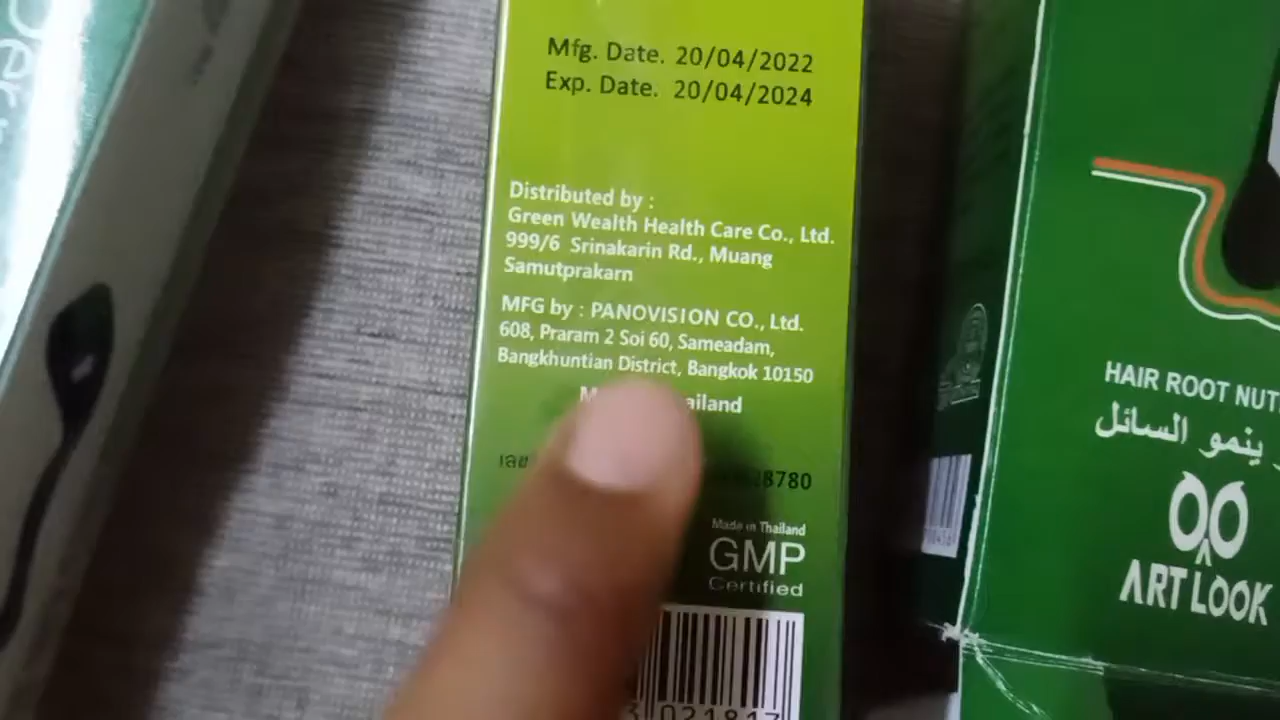 Mfg. Date. 20/04/2022
Exp. Date. 20/04/2024
Distributed by :
Green Wealth Health Care Co., Ltd.
999/6 Srinakarin Rd., Muang
Samutprakarn
MFG by : PANOVISION CO., Ltd.
608, Praram 2 Soi 60, Sameadam,
Bangkhuntian District, Bangkok 10150
ailand
8780
Made in Thailand
GMP
Certified
021817
HAIR ROOT NUT
ينمو السائل
ART LOOK